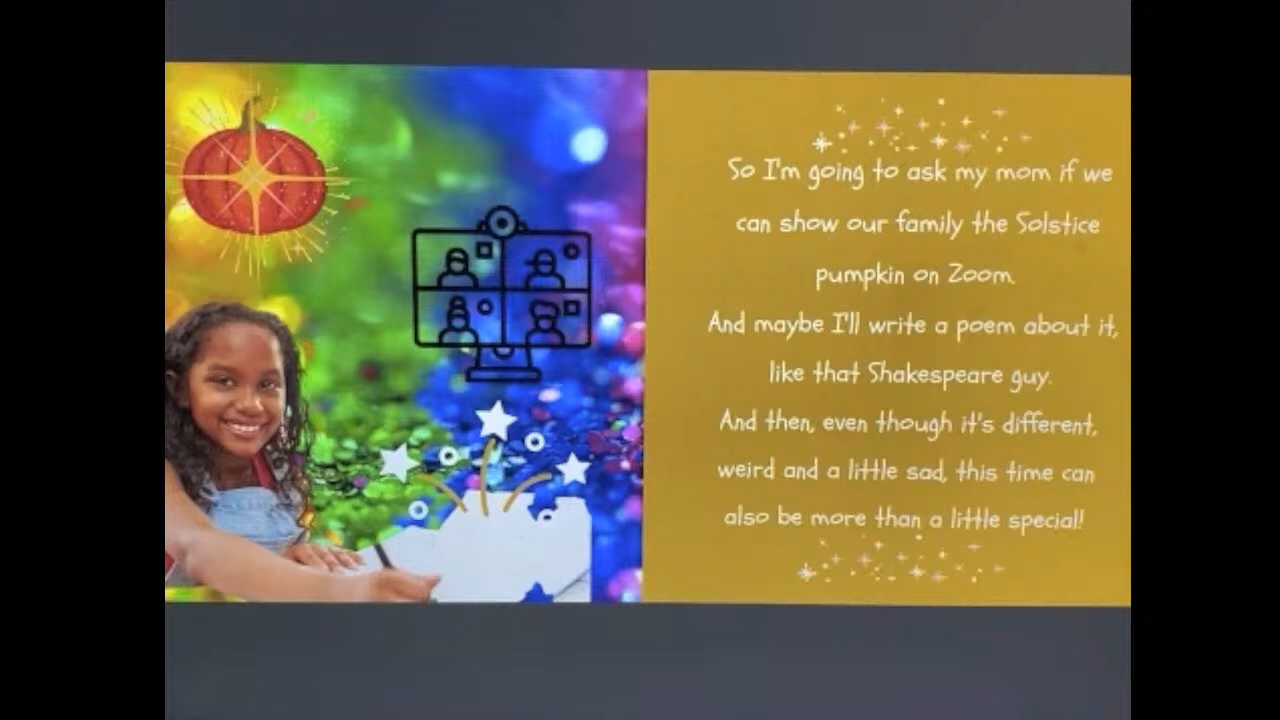 So I'm going to ask my mom if we
can show our family the Solstice
pumpkin on Zoom.
And maybe I'll write a poem about it,
like that Shakespeare guy.
And then, even though it's different,
weird and a little sad, this time can
also be more than a little special!